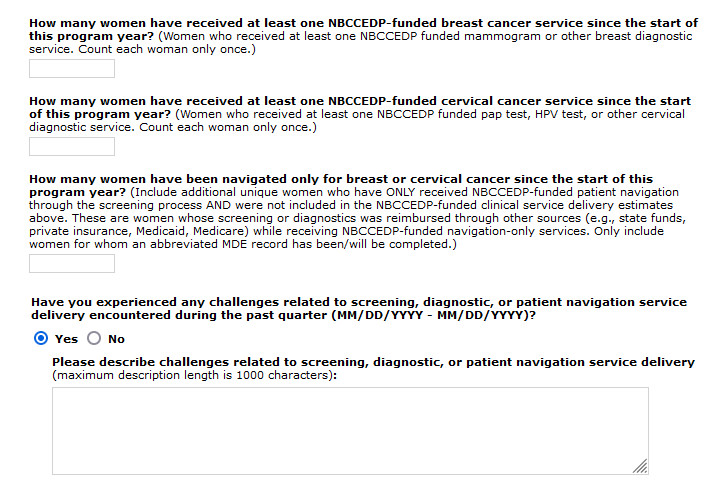 How many women have received at least one NBCCEDP-funded breast cancer service since the start of
this program year? (Women who received at least one NBCCEDP funded mammogram or other breast diagnostic
service. Count each woman only once.)
How many women have received at least one NBCCEDP-funded cervical cancer service since the start
of this program year? (Women who received at least one NBCCEDP funded pap test, HPV test, or other cervical
diagnostic service. Count each woman only once.)
How many women have been navigated only for breast or cervical cancer since the start of this
program year? (Include additional unique women who have ONLY received NBCCEDP-funded patient navigation
through the screening process AND were not included in the NBCCEDP-funded clinical service delivery estimates
above. These are women whose screening or diagnostics was reimbursed through other sources (e.g., state funds,
private insurance, Medicaid, Medicare) while receiving NBCCEDP-funded navigation-only services. Only include
women for whom an abbreviated MDE record has been/will be completed.)
Have you experienced any challenges related to screening, diagnostic, or patient navigation service
delivery encountered during the past quarter (MM/DD/YYYY - MM/DD/YYYY)?
Yes No
Please describe challenges related to screening, diagnostic, or patient navigation service delivery
(maximum description length is 1000 characters):